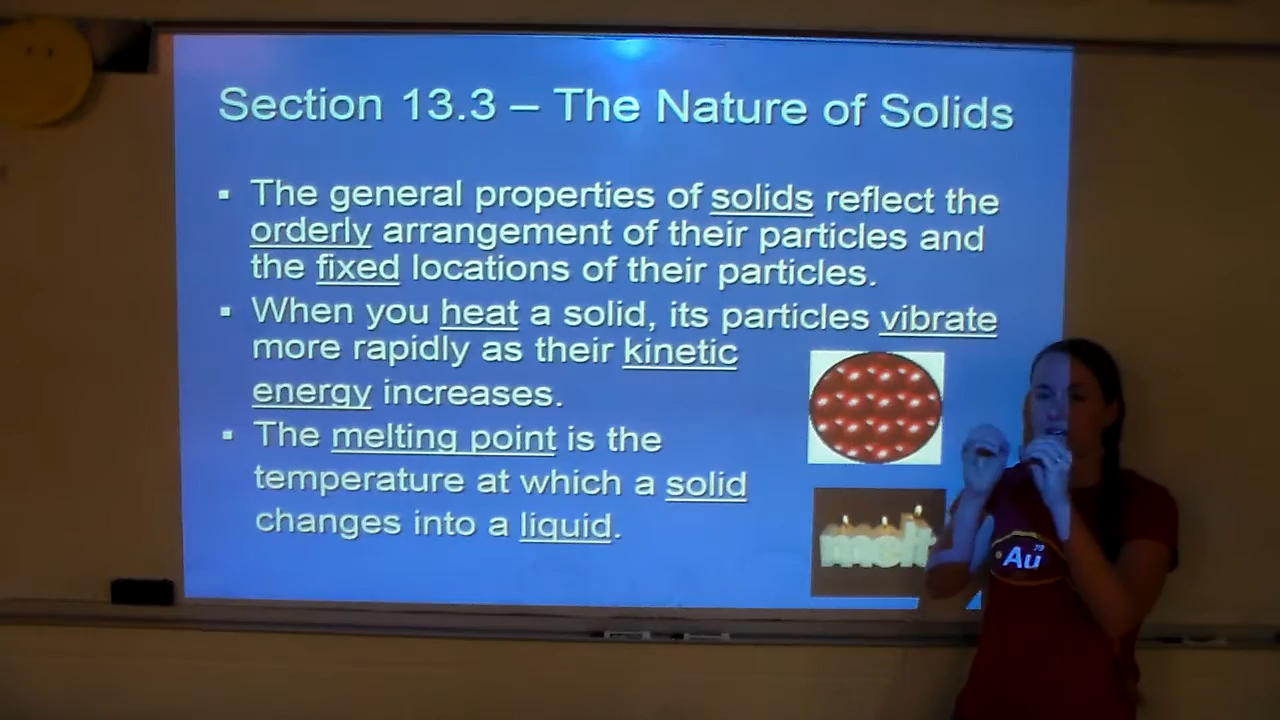 Section 13.3 – The Nature of Solids
▪ The general properties of solids reflect the
orderly arrangement of their particles and
the fixed locations of their particles.
▪ When you heat a solid, its particles vibrate
more rapidly as their kinetic
energy increases.
▪ The melting point is the
temperature at which a solid
changes into a liquid.
Au
79